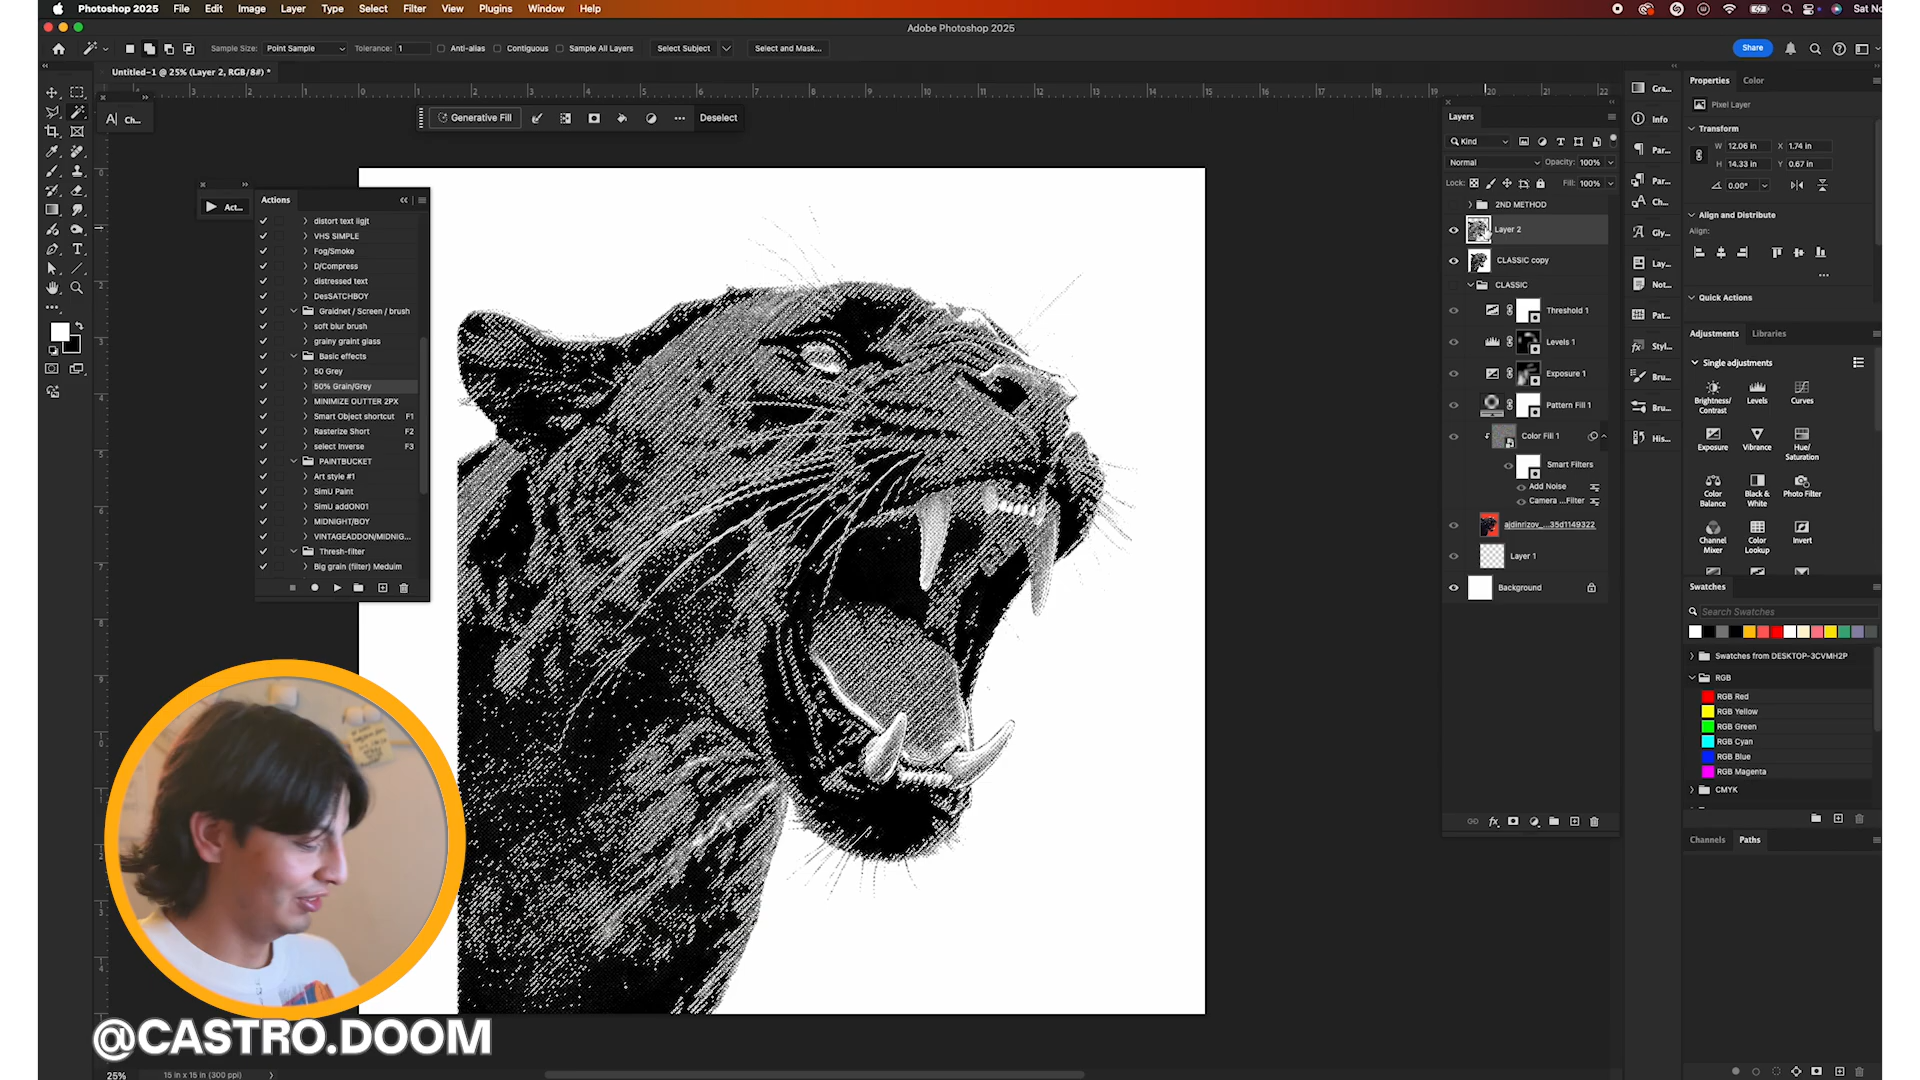 Photoshop 2025 File Edit Image Layer Type Select Filter View Plugins Window Help
Adobe Photoshop 2025
Sample Size: Point Sample Tolerance: 1 Anti-alias Contiguous Sample All Layers Select Subject Select and Mask... Share
Untitled-1 @ 25% (Layer 2, RGB/8#) *
A| Ch...
Generative Fill Deselect
Act...
Actions
distort text ligjt
VHS SIMPLE
Fog/Smoke
D/Compress
distressed text
DesSATCHBOY
Graidnet / Screen / brush
soft blur brush
grainy graint glass
Basic effects
50 Grey
50% Grain/Grey
MINIMIZE OUTTER 2PX
Smart Object shortcut F1
Rasterize Short F2
select Inverse F3
PAINTBUCKET
Art style #1
SimU Paint
SimU addON01
MIDNIGHT/BOY
VINTAGEADDON/MIDNIG...
Thresh-filter
Big grain (filter) Meduim
Layers
Kind
Normal Opacity: 100%
Lock: Fill: 100%
2ND METHOD
Layer 2
CLASSIC copy
CLASSIC
Threshold 1
Levels 1
Exposure 1
Pattern Fill 1
Color Fill 1
Smart Filters
Add Noise
Camera ...Filter
ajdinrizov_...35d1149322
Layer 1
Background
Gra...
Info
Par...
Par...
Ch...
Gly...
Lay...
Not...
Pat...
Styl...
Bru...
Bru...
His...
Properties Color
Pixel Layer
Transform
W 12.06 in X 1.74 in
H 14.33 in Y 0.67 in
0.00°
Align and Distribute
Align:
Quick Actions
Adjustments Libraries
Single adjustments
Brightness/Contrast Levels Curves
Exposure Vibrance Hue/Saturation
Color Balance Black & White Photo Filter
Channel Mixer Color Lookup Invert
Swatches
Search Swatches
Swatches from DESKTOP-3CVMH2P
RGB
RGB Red
RGB Yellow
RGB Green
RGB Cyan
RGB Blue
RGB Magenta
CMYK
Channels Paths
@CASTRO.DOOM
25% 15 in x 15 in (300 ppi)